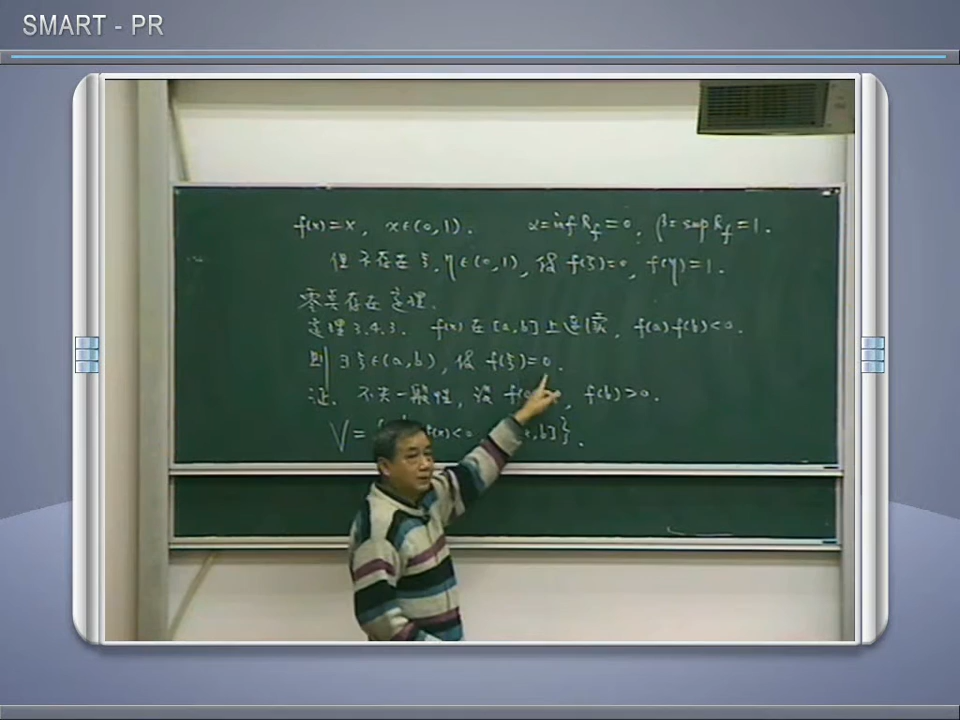 SMART - PR
f(x)=x, x∈(0,1). α=inf R_f=0, β=sup R_f=1.
但不存在 ξ,η∈(0,1), 使 f(ξ)=0, f(η)=1.
零点存在定理.
定理3.4.3. f(x)在[a,b]上连续, f(a)f(b)<0.
则∃ξ∈(a,b), 使 f(ξ)=0.
证. 不失一般性, 设 f(a) 0, f(b)>0.
V={ f(x)<0 ,b]}.